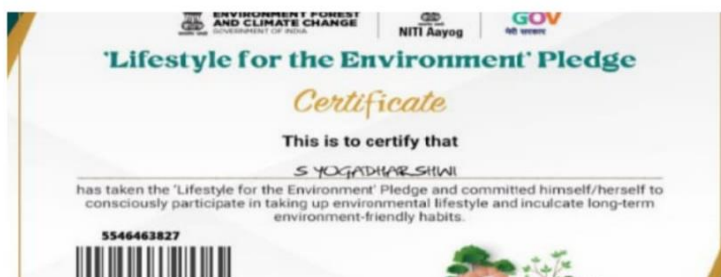 ENVIRONMENT FOREST
AND CLIMATE CHANGE
GOVERNMENT OF INDIA
NITI Aayog
GOV
मेरी सरकार
'Lifestyle for the Environment' Pledge
Certificate
This is to certify that
S YOGADHARSHWI
has taken the 'Lifestyle for the Environment' Pledge and committed himself/herself to
consciously participate in taking up environmental lifestyle and inculcate long-term
environment-friendly habits.
5546463827